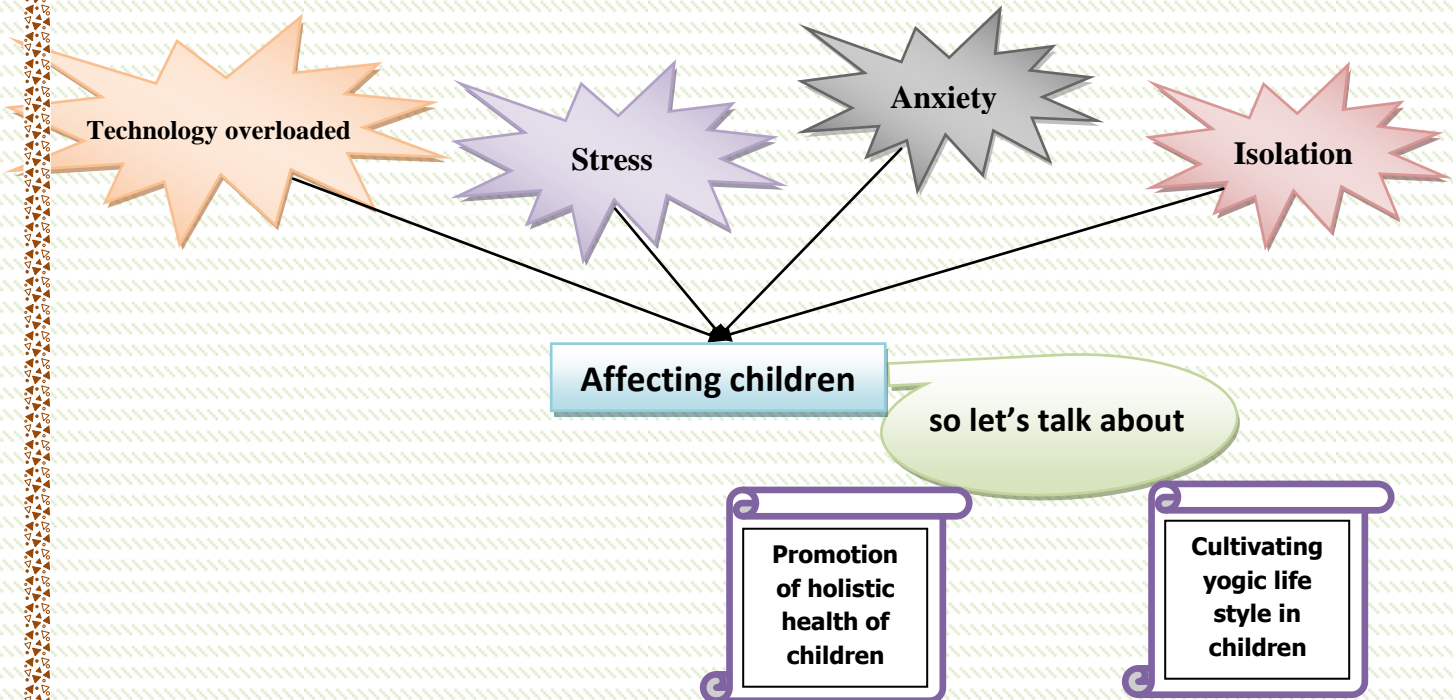 Technology overloaded
Stress
Anxiety
Isolation
Affecting children
so let's talk about
Promotion
of holistic
health of
children
Cultivating
yogic life
style in
children